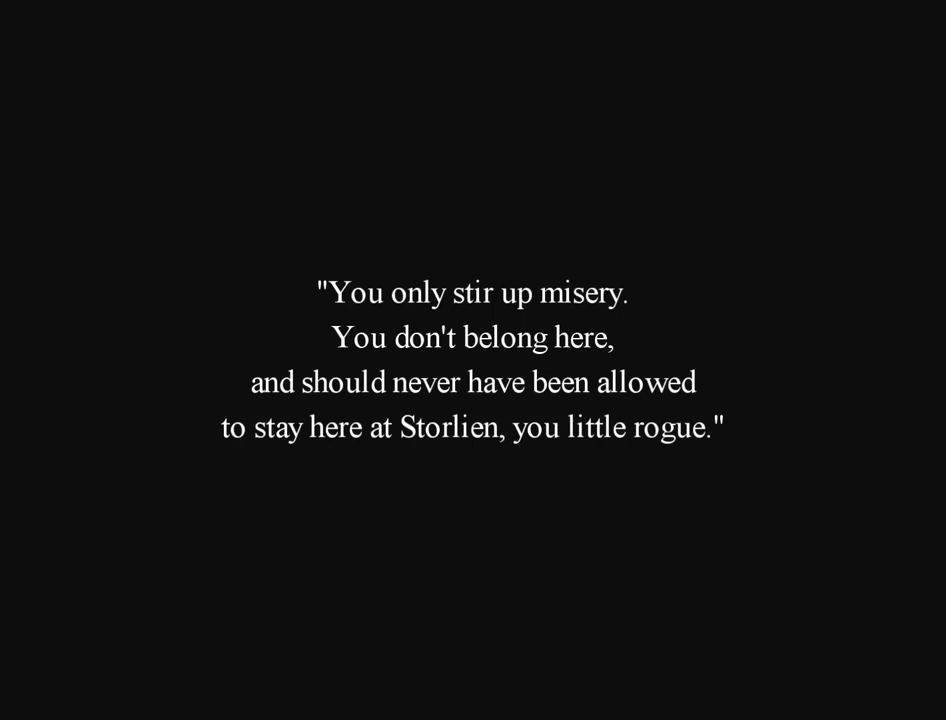 "You only stir up misery.
You don't belong here,
and should never have been allowed
to stay here at Storlien, you little rogue."